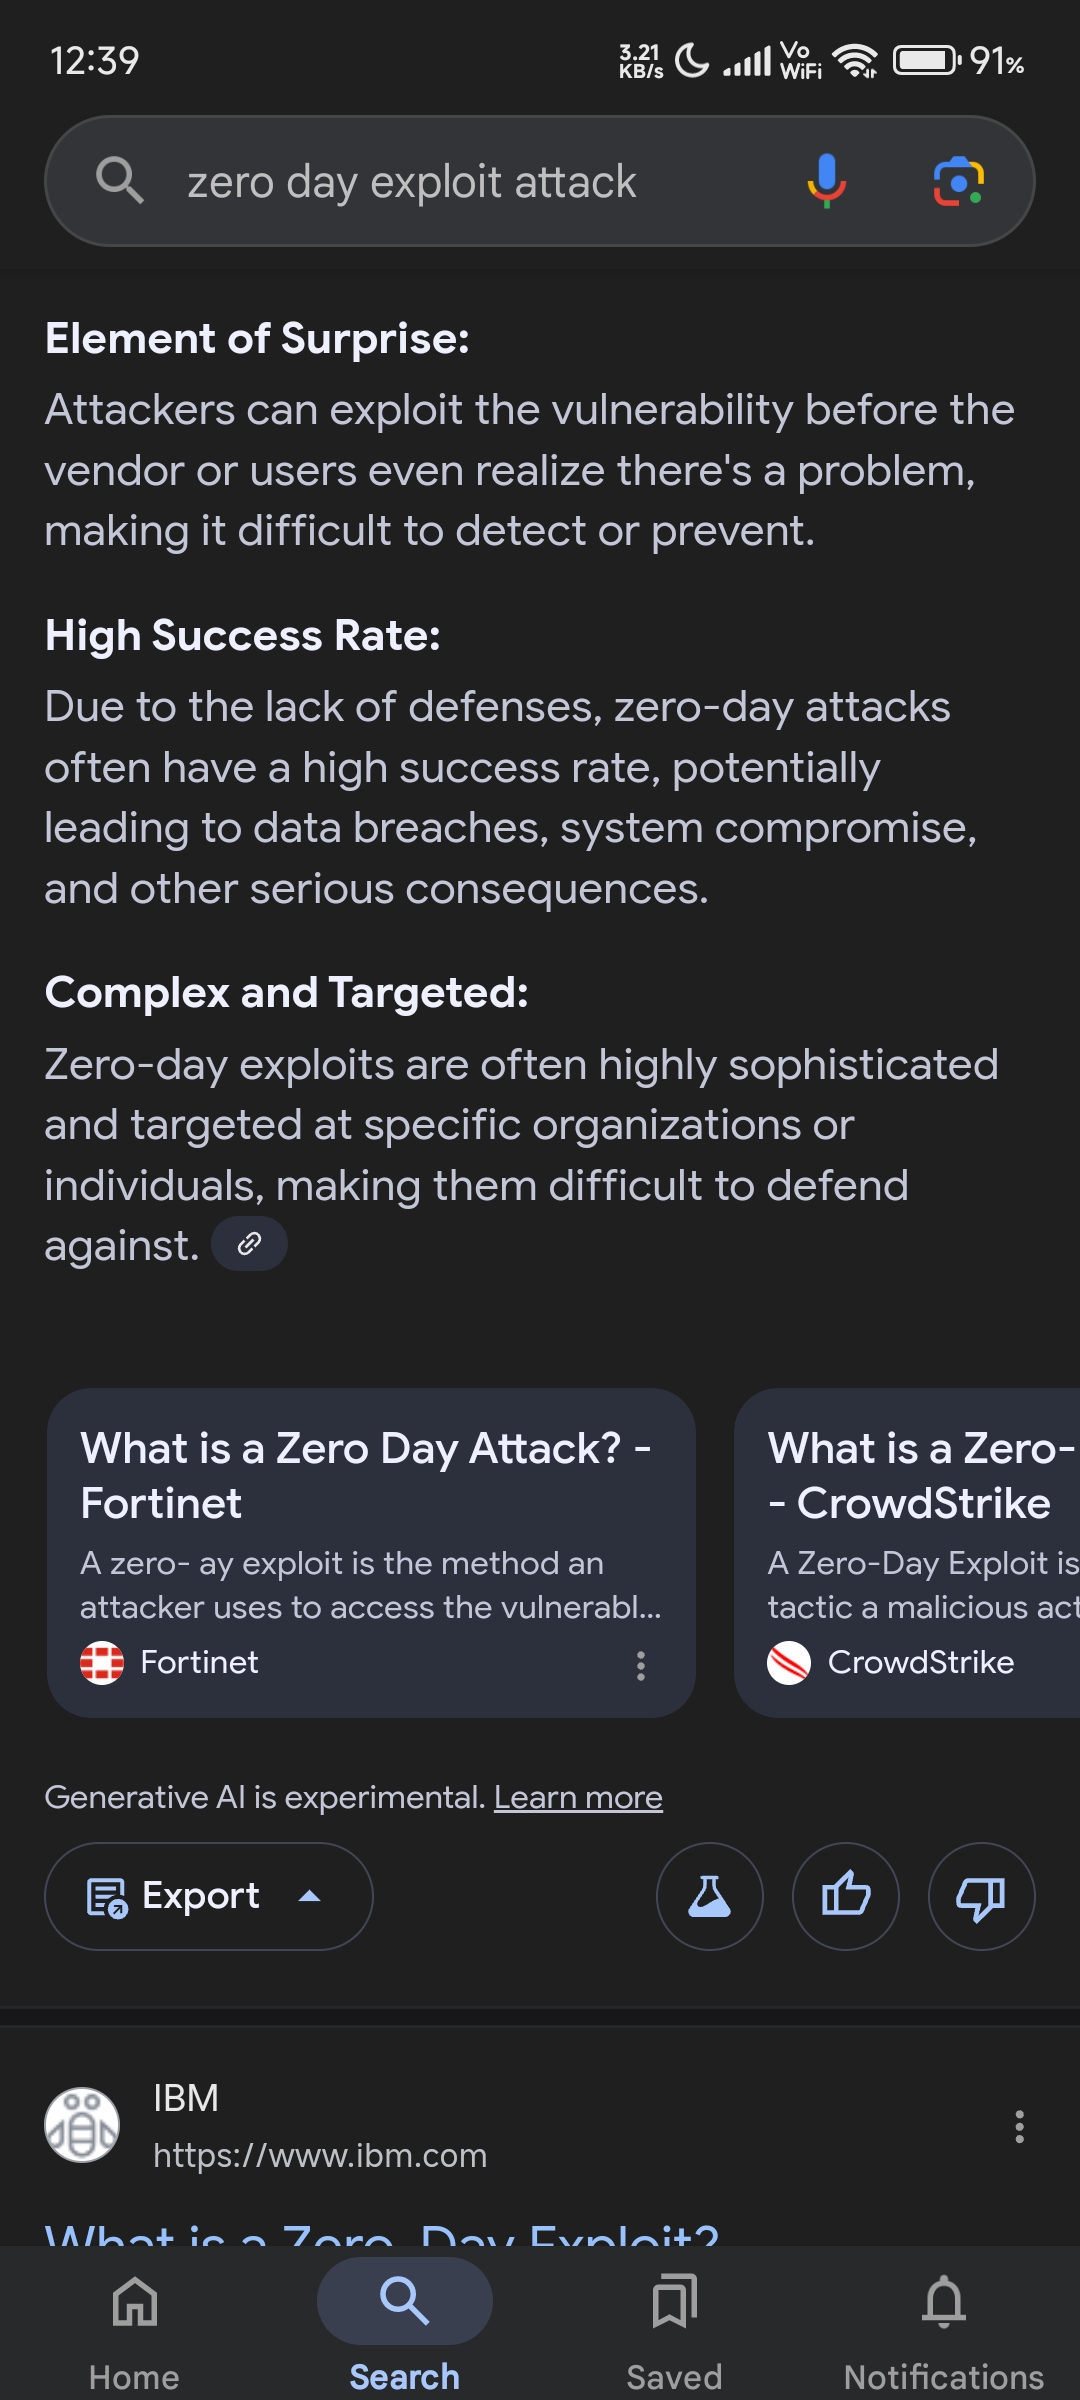 12:39
3.21 KB/s
Vo WiFi
91%
zero day exploit attack
Element of Surprise:
Attackers can exploit the vulnerability before the
vendor or users even realize there's a problem,
making it difficult to detect or prevent.
High Success Rate:
Due to the lack of defenses, zero-day attacks
often have a high success rate, potentially
leading to data breaches, system compromise,
and other serious consequences.
Complex and Targeted:
Zero-day exploits are often highly sophisticated
and targeted at specific organizations or
individuals, making them difficult to defend
against.
What is a Zero Day Attack? -
Fortinet
A zero- ay exploit is the method an
attacker uses to access the vulnerabl...
Fortinet
What is a Zero-
- CrowdStrike
A Zero-Day Exploit is
tactic a malicious act
CrowdStrike
Generative AI is experimental. Learn more
Export
IBM
https://www.ibm.com
What is a Zero-Day Exploit?
Home
Search
Saved
Notifications